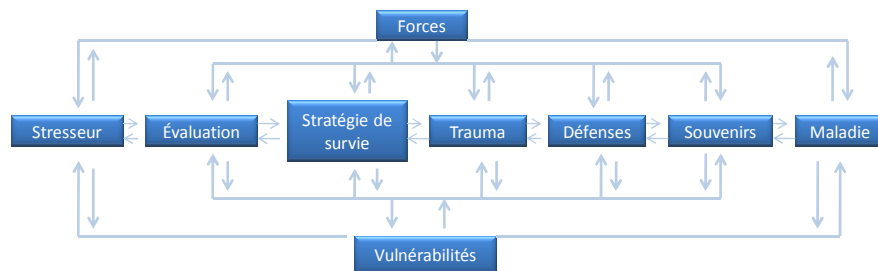 Forces
Stresseur
Évaluation
Stratégie de
survie
Trauma
Défenses
Souvenirs
Maladie
Vulnérabilités